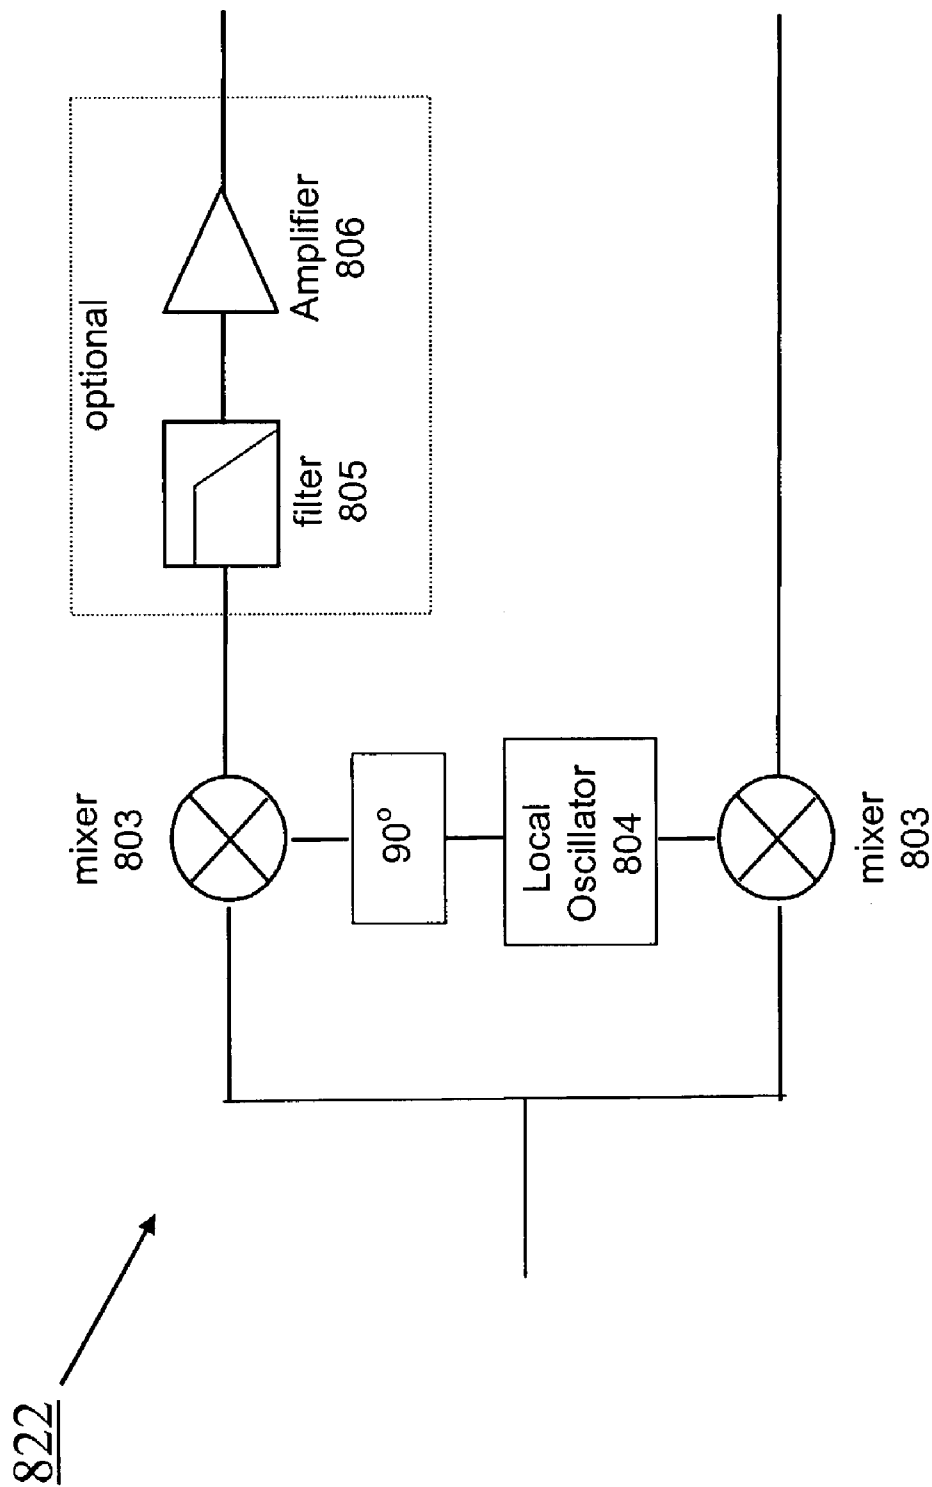 822
optional
filter
805
Amplifier
806
mixer
803
90°
Local
Oscillator
804
mixer
803